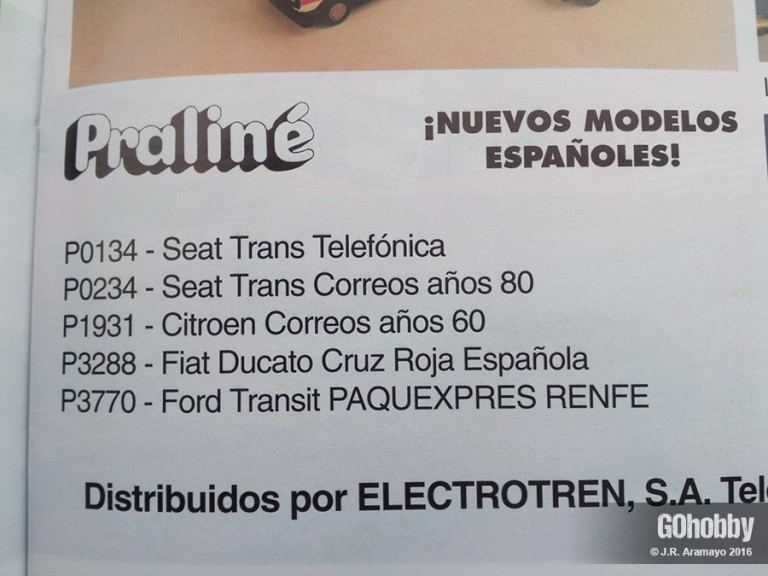 Praliné
¡NUEVOS MODELOS
ESPAÑOLES!
P0134 - Seat Trans Telefónica
P0234 - Seat Trans Correos años 80
P1931 - Citroen Correos años 60
P3288 - Fiat Ducato Cruz Roja Española
P3770 - Ford Transit PAQUEXPRES RENFE
Distribuidos por ELECTROTREN, S.A.
GOhobby
© J.R. Aramayo 2016